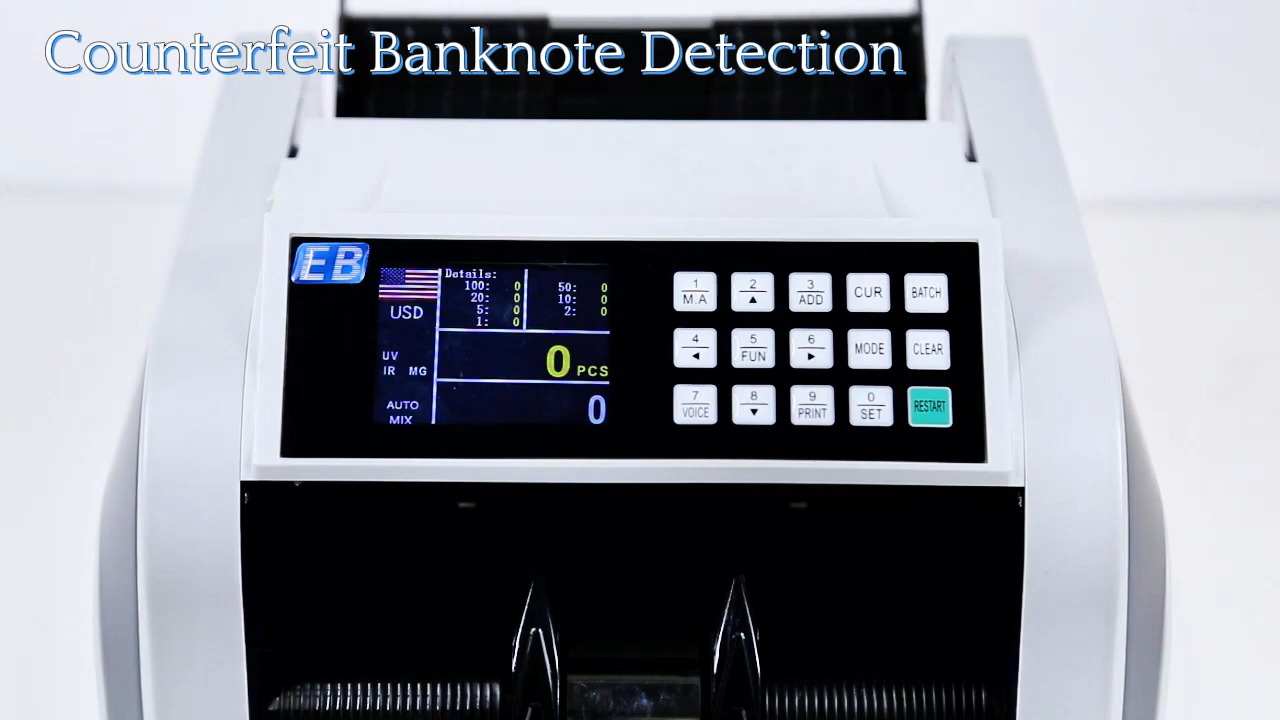 Counterfeit Banknote Detection
EB
Details:
100: 0 50: 0
20: 0 10: 0
5: 0 2: 0
1: 0
USD
UV
IR MG
0 PCS
AUTO
MIX
0
1 2 3 CUR BATCH
M.A ▲ ADD
4 5 6 MODE CLEAR
◀ FUN ▶
7 8 9 0 RESTART
VOICE ▼ PRINT SET